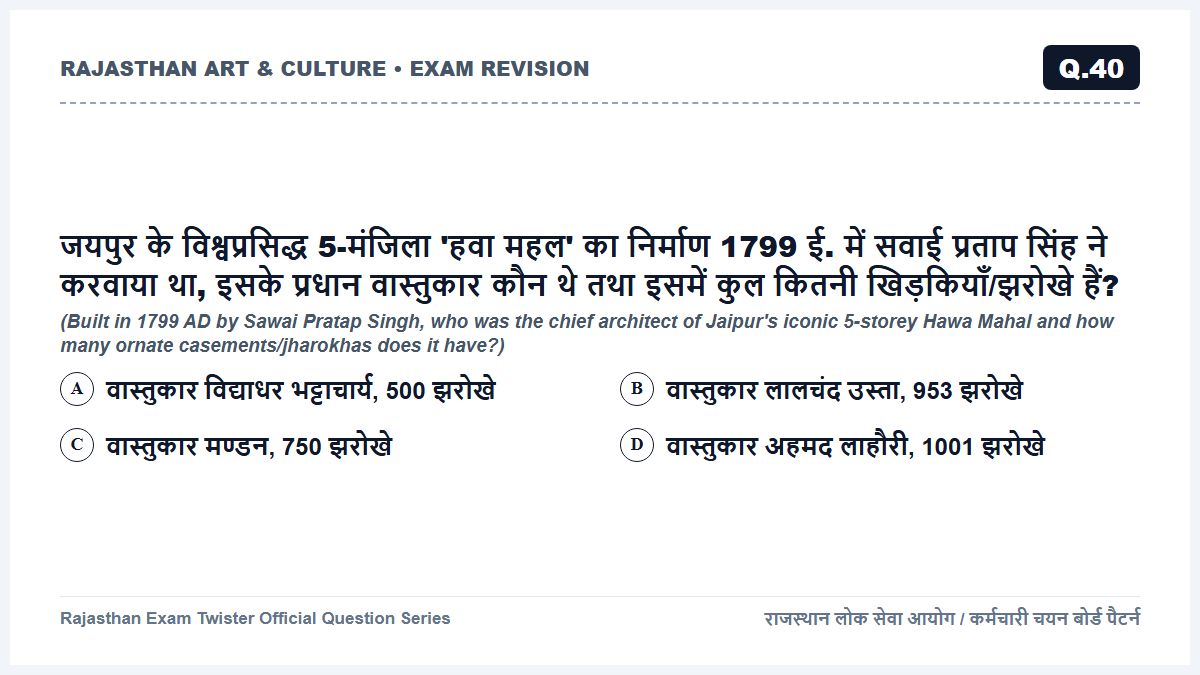 RAJASTHAN ART & CULTURE • EXAM REVISION
Q.40
जयपुर के विश्वप्रसिद्ध 5-मंजिला 'हवा महल' का निर्माण 1799 ई. में सवाई प्रताप सिंह ने
करवाया था, इसके प्रधान वास्तुकार कौन थे तथा इसमें कुल कितनी खिड़कियाँ/झरोखे हैं?
(Built in 1799 AD by Sawai Pratap Singh, who was the chief architect of Jaipur's iconic 5-storey Hawa Mahal and how
many ornate casements/jharokhas does it have?)
A वास्तुकार विद्याधर भट्टाचार्य, 500 झरोखे
B वास्तुकार लालचंद उस्ता, 953 झरोखे
C वास्तुकार मण्डन, 750 झरोखे
D वास्तुकार अहमद लाहौरी, 1001 झरोखे
Rajasthan Exam Twister Official Question Series
राजस्थान लोक सेवा आयोग / कर्मचारी चयन बोर्ड पैटर्न